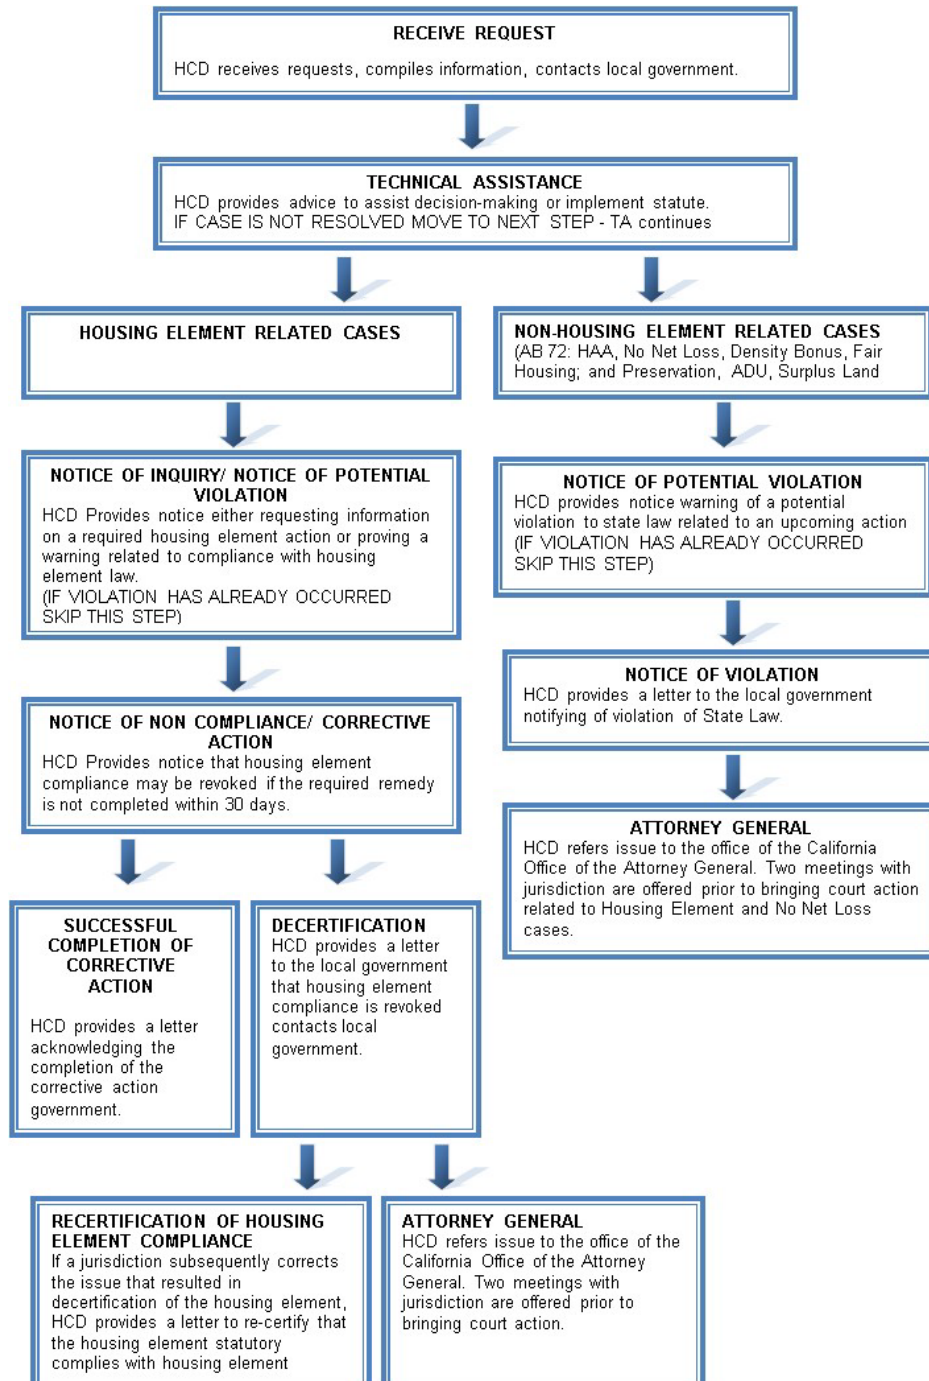 RECEIVE REQUEST
HCD receives requests, compiles information, contacts local government.
TECHNICAL ASSISTANCE
HCD provides advice to assist decision-making or implement statute.
IF CASE IS NOT RESOLVED MOVE TO NEXT STEP - TA continues
HOUSING ELEMENT RELATED CASES
NON-HOUSING ELEMENT RELATED CASES
(AB 72: HAA, No Net Loss, Density Bonus, Fair
Housing; and Preservation, ADU, Surplus Land
NOTICE OF INQUIRY/ NOTICE OF POTENTIAL
VIOLATION
HCD Provides notice either requesting information
on a required housing element action or proving a
warning related to compliance with housing
element law.
(IF VIOLATION HAS ALREADY OCCURRED
SKIP THIS STEP)
NOTICE OF POTENTIAL VIOLATION
HCD provides notice warning of a potential
violation to state law related to an upcoming action
(IF VIOLATION HAS ALREADY OCCURRED
SKIP THIS STEP)
NOTICE OF VIOLATION
HCD provides a letter to the local government
notifying of violation of State Law.
NOTICE OF NON COMPLIANCE/ CORRECTIVE
ACTION
HCD Provides notice that housing element
compliance may be revoked if the required remedy
is not completed within 30 days.
ATTORNEY GENERAL
HCD refers issue to the office of the California
Office of the Attorney General. Two meetings with
jurisdiction are offered prior to bringing court action
related to Housing Element and No Net Loss
cases.
SUCCESSFUL
COMPLETION OF
CORRECTIVE
ACTION
HCD provides a letter
acknowledging the
completion of the
corrective action
government.
DECERTIFICATION
HCD provides a letter
to the local government
that housing element
compliance is revoked
contacts local
government.
RECERTIFICATION OF HOUSING
ELEMENT COMPLIANCE
If a jurisdiction subsequently corrects
the issue that resulted in
decertification of the housing element,
HCD provides a letter to re-certify that
the housing element statutory
complies with housing element
ATTORNEY GENERAL
HCD refers issue to the office of the
California Office of the Attorney
General. Two meetings with
jurisdiction are offered prior to
bringing court action.